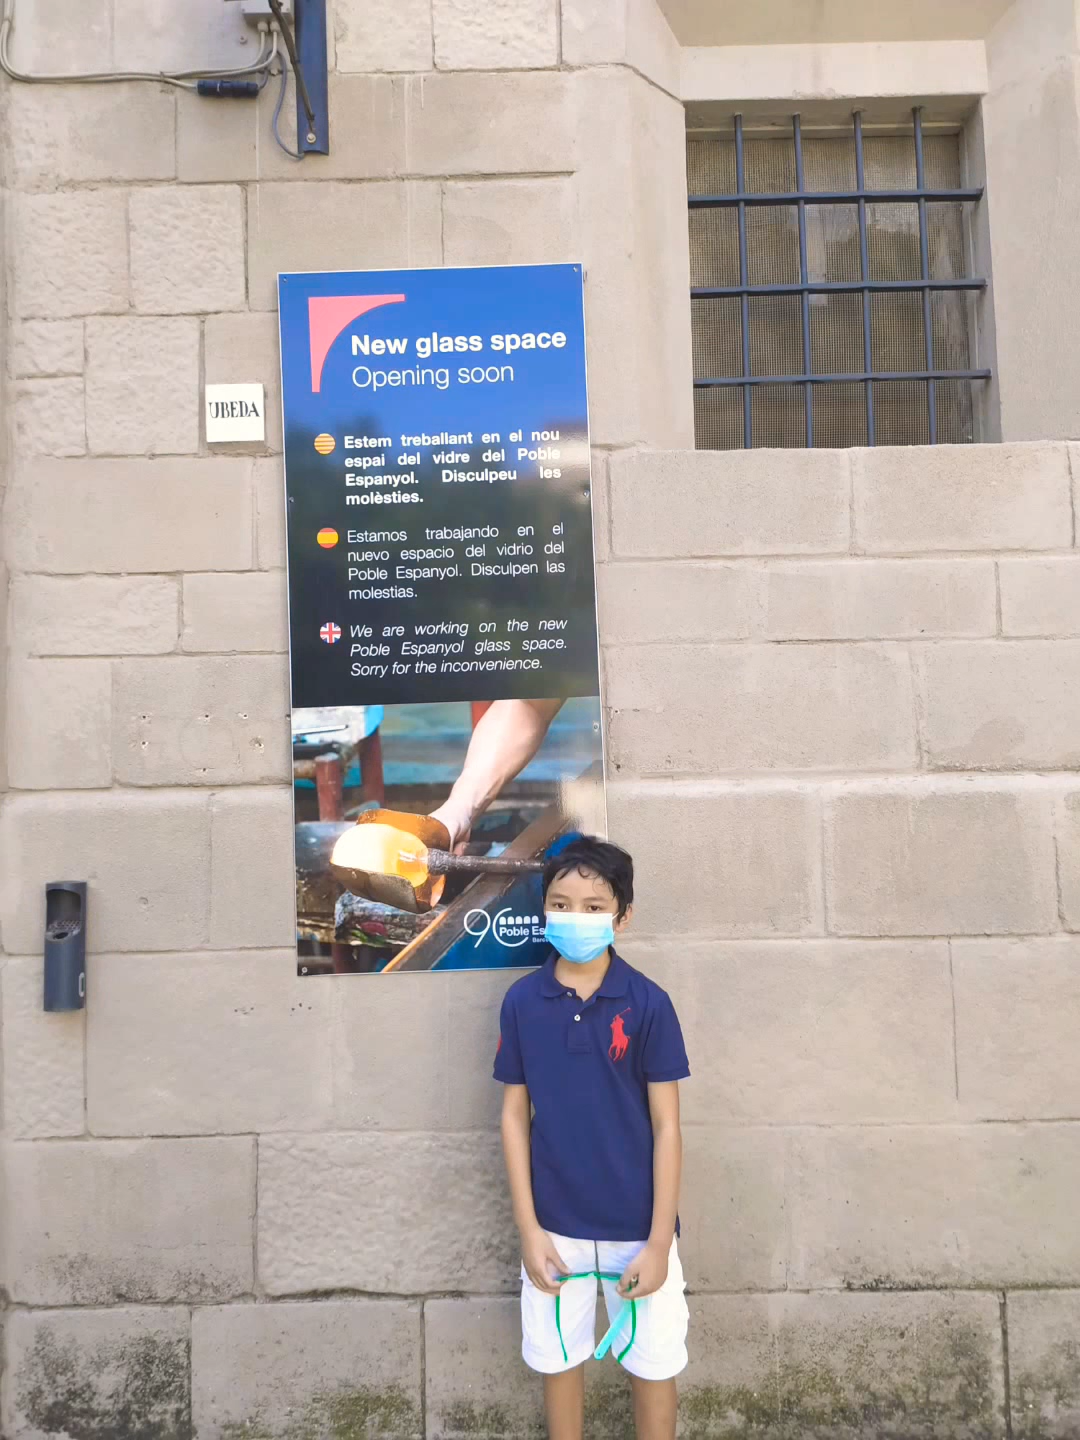 New glass space
Opening soon
UBEDA
Estem treballant en el nou
espai del vidre del Poble
Espanyol. Disculpeu les
molèsties.
Estamos trabajando en el
nuevo espacio del vidrio del
Poble Espanyol. Disculpen las
molestias.
We are working on the new
Poble Espanyol glass space.
Sorry for the inconvenience.
90
Poble Es